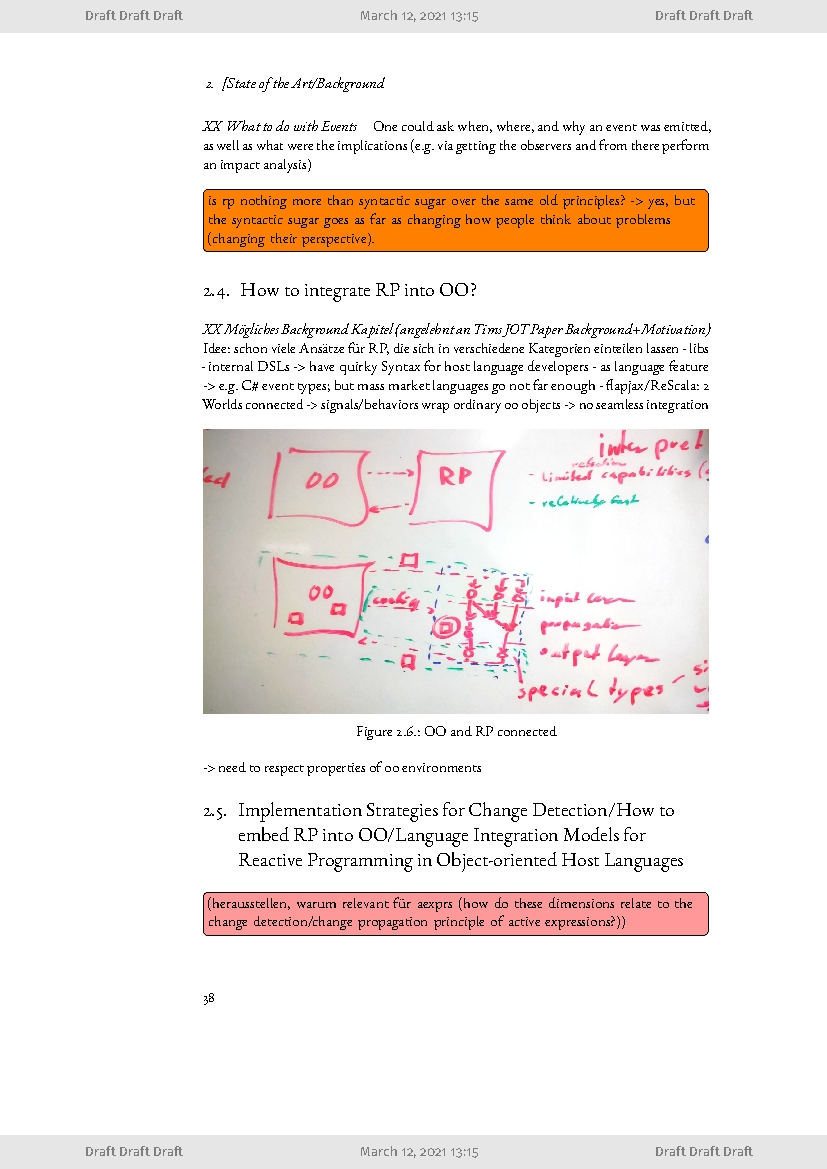 Draft Draft Draft March 12, 2021 13:15 Draft Draft Draft
2. [State of the Art/Background
XX What to do with Events One could ask when, where, and why an event was emitted,
as well as what were the implications (e.g. via getting the observers and from there perform
an impact analysis)
is rp nothing more than syntactic sugar over the same old principles? -> yes, but
the syntactic sugar goes as far as changing how people think about problems
(changing their perspective).
2.4. How to integrate RP into OO?
XX Mögliches Background Kapitel (angelehnt an Tims JOT Paper Background+Motivation)
Idee: schon viele Ansätze für RP, die sich in verschiedene Kategorien einteilen lassen - libs
- internal DSLs -> have quirky Syntax for host language developers - as language feature
-> e.g. C# event types; but mass market languages go not far enough - flapjax/ReScala: 2
Worlds connected -> signals/behaviors wrap ordinary oo objects -> no seamless integration
interpret
OO RP - limited capabilities
- relatively fast
OO config input layer
propagation
output layer
special types
Figure 2.6.: OO and RP connected
-> need to respect properties of oo environments
2.5. Implementation Strategies for Change Detection/How to
embed RP into OO/Language Integration Models for
Reactive Programming in Object-oriented Host Languages
(herausstellen, warum relevant für aexprs (how do these dimensions relate to the
change detection/change propagation principle of active expressions?))
38
Draft Draft Draft March 12, 2021 13:15 Draft Draft Draft